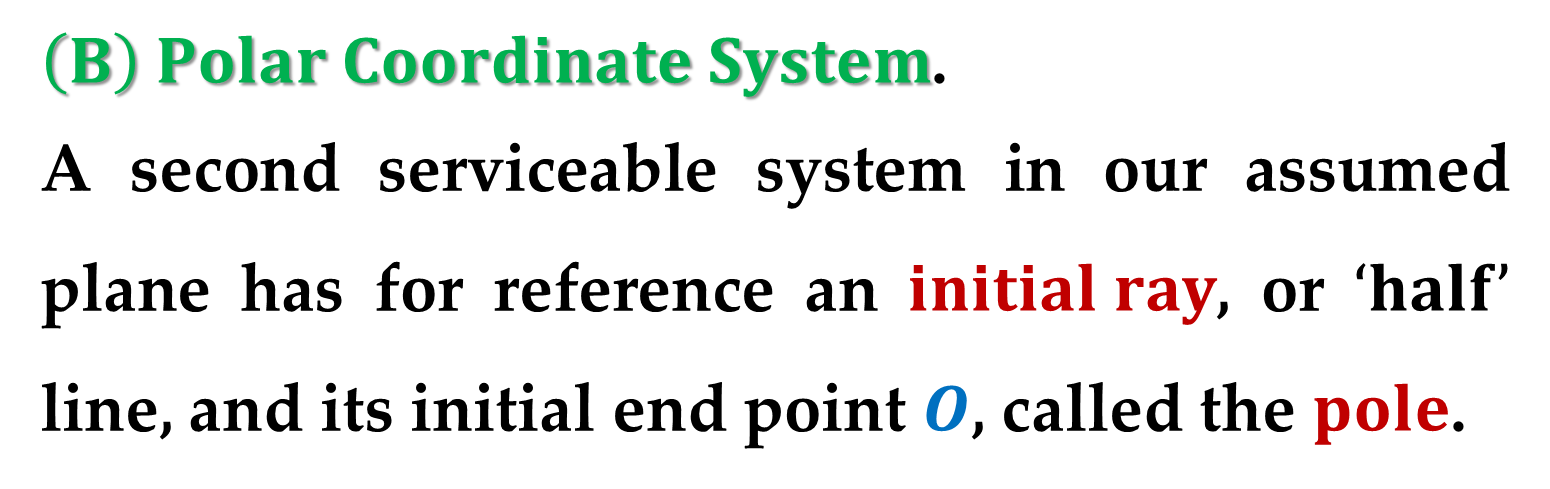 (B) Polar Coordinate System.
A second serviceable system in our assumed
plane has for reference an initial ray, or ‘half’
line, and its initial end point O, called the pole.